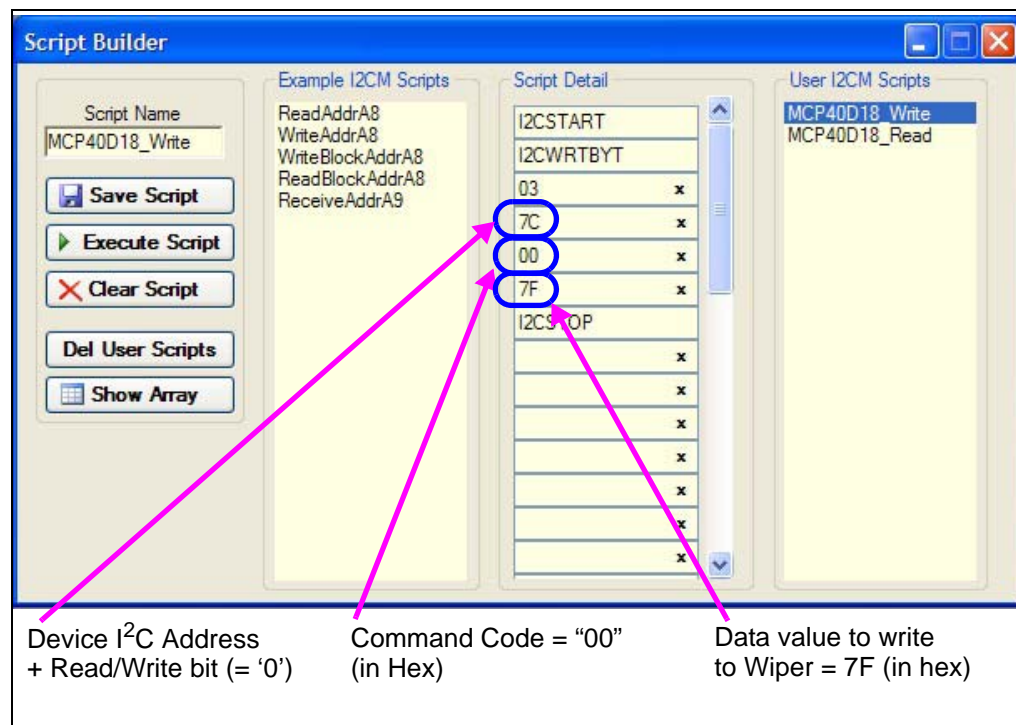 Script Builder
Script Name
MCP40D18_Write
Save Script
Execute Script
Clear Script
Del User Scripts
Show Array
Example I2CM Scripts
ReadAddrA8
WriteAddrA8
WriteBlockAddrA8
ReadBlockAddrA8
ReceiveAddrA9
Script Detail
I2CSTART
I2CWRTBYT
03 x
7C x
00 x
7F x
I2CSTOP
x
x
x
x
x
x
x
User I2CM Scripts
MCP40D18_Write
MCP40D18_Read
Device I²C Address
+ Read/Write bit (= ‘0’)
Command Code = “00”
(in Hex)
Data value to write
to Wiper = 7F (in hex)